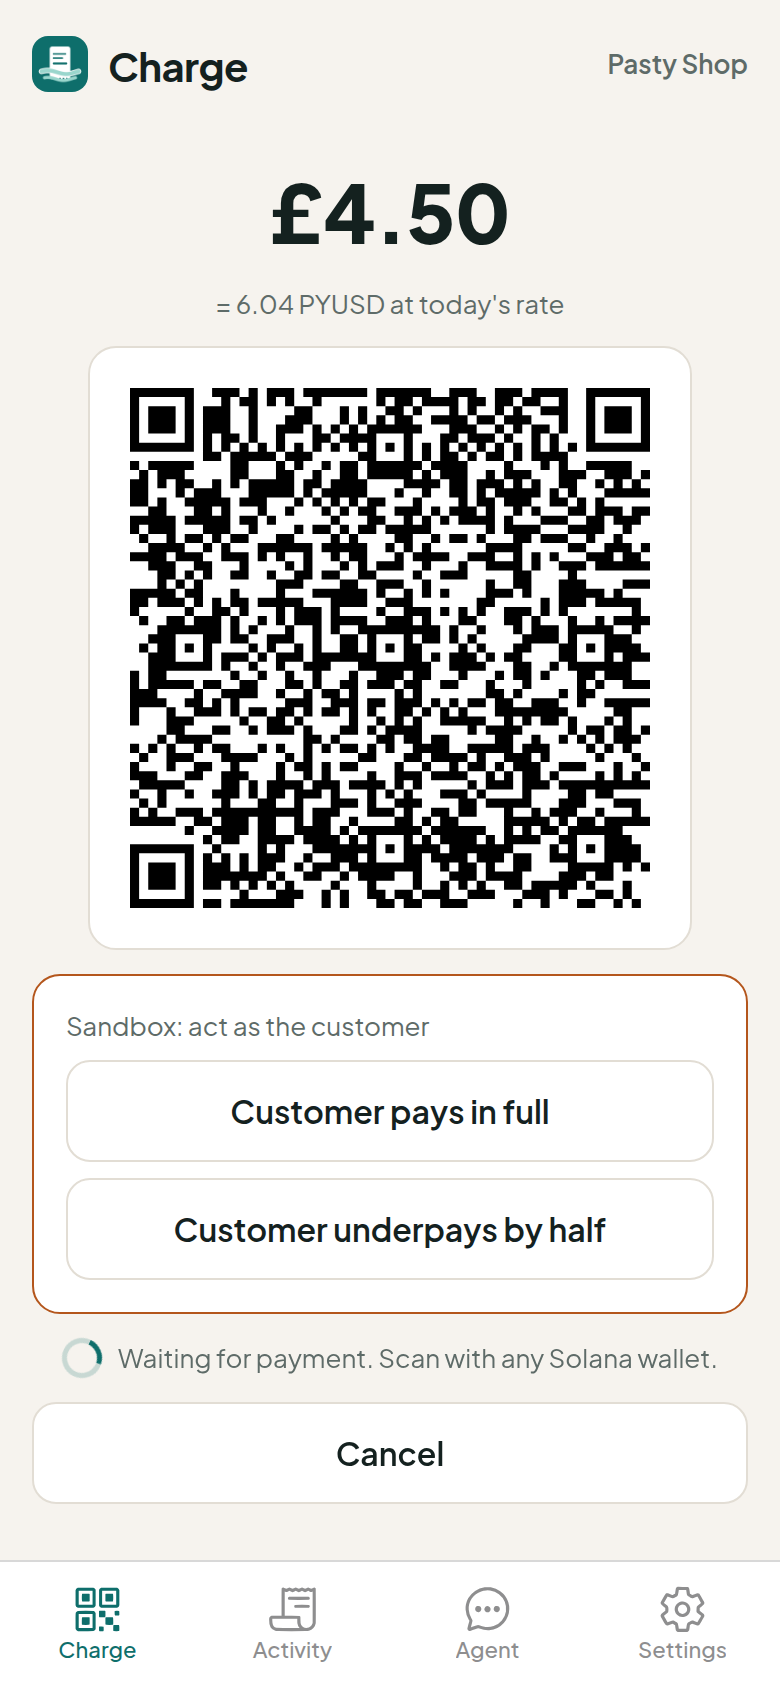 Charge
Pasty Shop
£4.50
= 6.04 PYUSD at today's rate
Sandbox: act as the customer
Customer pays in full
Customer underpays by half
Waiting for payment. Scan with any Solana wallet.
Cancel
Charge
Activity
Agent
Settings